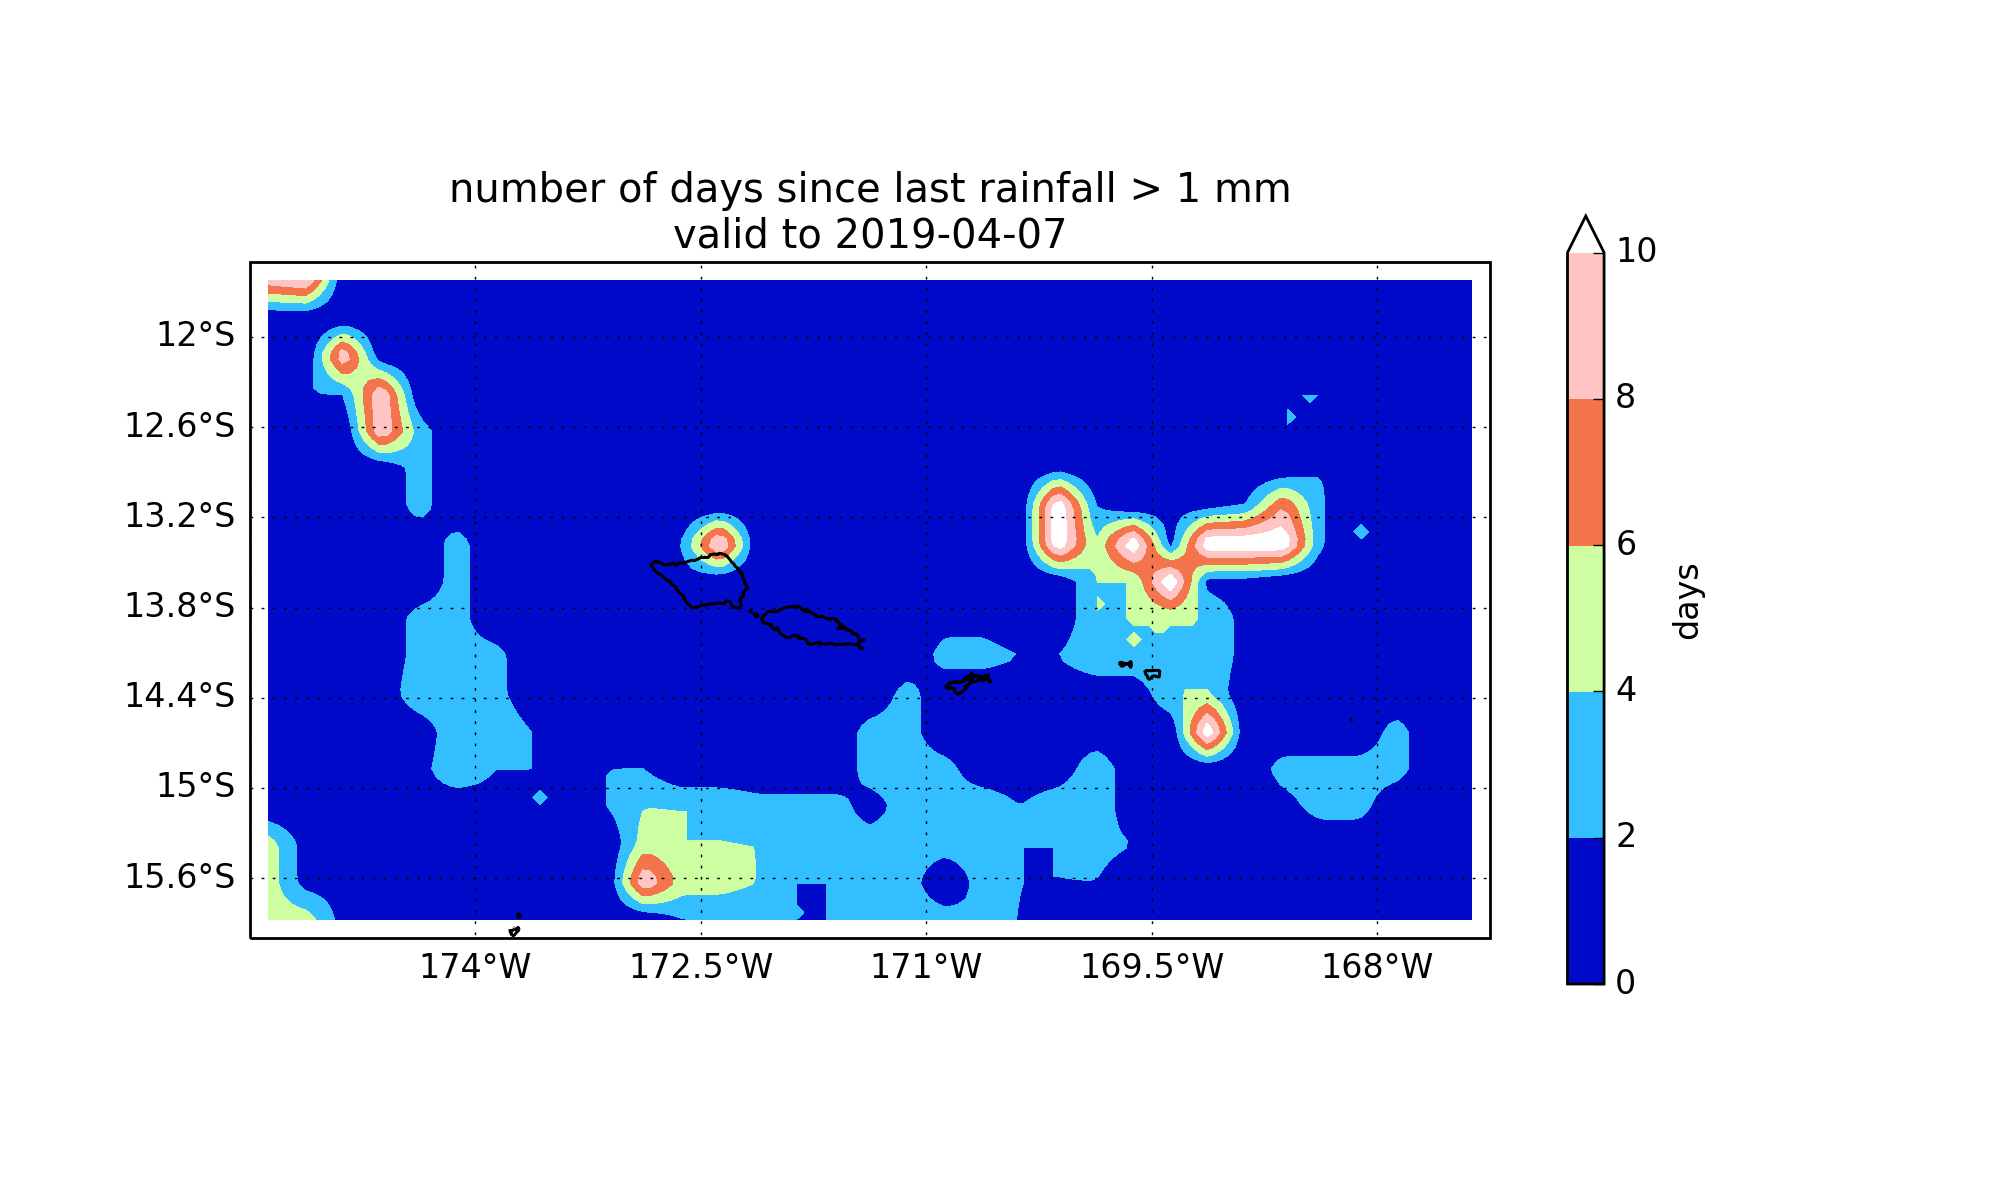 number of days since last rainfall > 1 mm
valid to 2019-04-07
12°S
12.6°S
13.2°S
13.8°S
14.4°S
15°S
15.6°S
174°W
172.5°W
171°W
169.5°W
168°W
10
8
6
4
2
0
days